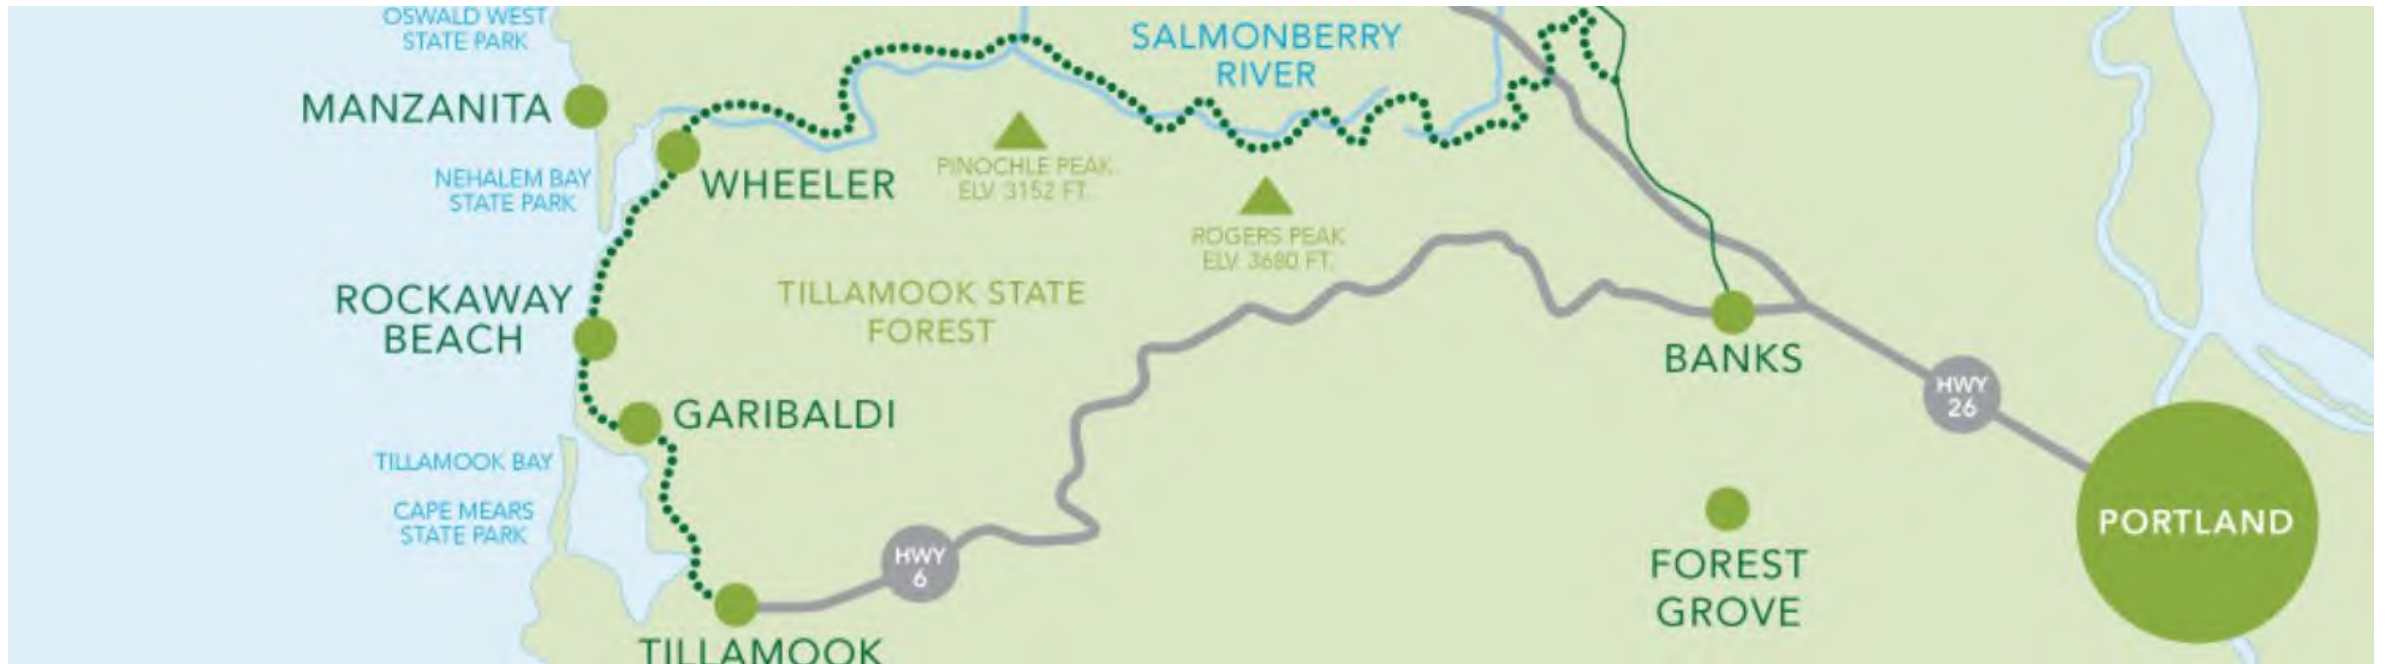 OSWALD WEST
STATE PARK
MANZANITA
SALMONBERRY
RIVER
WHEELER
PINOCHLE PEAK
ELV. 3152 FT.
NEHALEM BAY
STATE PARK
ROGERS PEAK
ELV. 3680 FT.
ROCKAWAY
BEACH
TILLAMOOK STATE
FOREST
BANKS
HWY
26
GARIBALDI
TILLAMOOK BAY
CAPE MEARS
STATE PARK
HWY
6
FOREST
GROVE
PORTLAND
TILLAMOOK